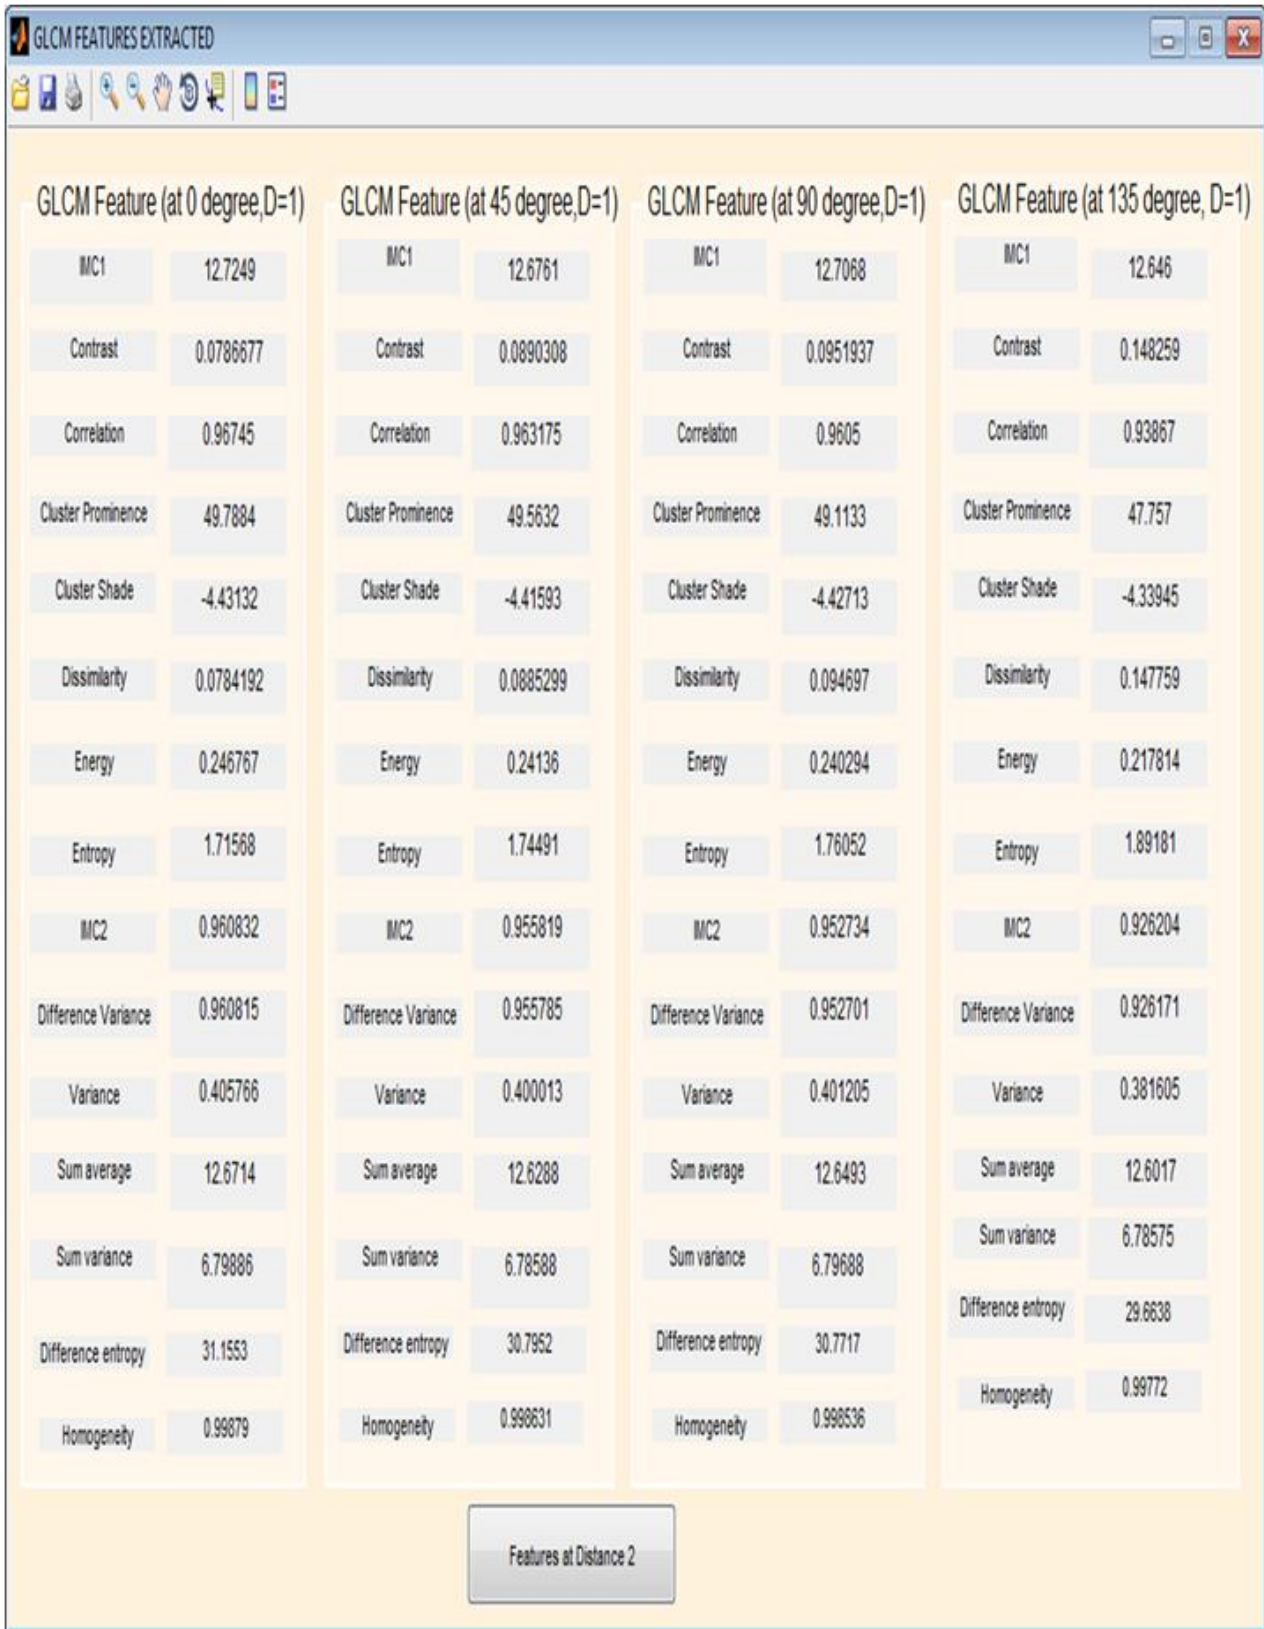 GLCM FEATURES EXTRACTED
GLCM Feature (at 0 degree,D=1)
IMC1 12.7249
Contrast 0.0786677
Correlation 0.96745
Cluster Prominence 49.7884
Cluster Shade -4.43132
Dissimilarity 0.0784192
Energy 0.246767
Entropy 1.71568
IMC2 0.960832
Difference Variance 0.960815
Variance 0.405766
Sum average 12.6714
Sum variance 6.79886
Difference entropy 31.1553
Homogeneity 0.99879
GLCM Feature (at 45 degree,D=1)
IMC1 12.6761
Contrast 0.0890308
Correlation 0.963175
Cluster Prominence 49.5632
Cluster Shade -4.41593
Dissimilarity 0.0885299
Energy 0.24136
Entropy 1.74491
IMC2 0.955819
Difference Variance 0.955785
Variance 0.400013
Sum average 12.6288
Sum variance 6.78588
Difference entropy 30.7952
Homogeneity 0.998631
GLCM Feature (at 90 degree,D=1)
IMC1 12.7068
Contrast 0.0951937
Correlation 0.9605
Cluster Prominence 49.1133
Cluster Shade -4.42713
Dissimilarity 0.094697
Energy 0.240294
Entropy 1.76052
IMC2 0.952734
Difference Variance 0.952701
Variance 0.401205
Sum average 12.6493
Sum variance 6.79688
Difference entropy 30.7717
Homogeneity 0.998536
GLCM Feature (at 135 degree, D=1)
IMC1 12.646
Contrast 0.148259
Correlation 0.93867
Cluster Prominence 47.757
Cluster Shade -4.33945
Dissimilarity 0.147759
Energy 0.217814
Entropy 1.89181
IMC2 0.926204
Difference Variance 0.926171
Variance 0.381605
Sum average 12.6017
Sum variance 6.78575
Difference entropy 29.6638
Homogeneity 0.99772
Features at Distance 2